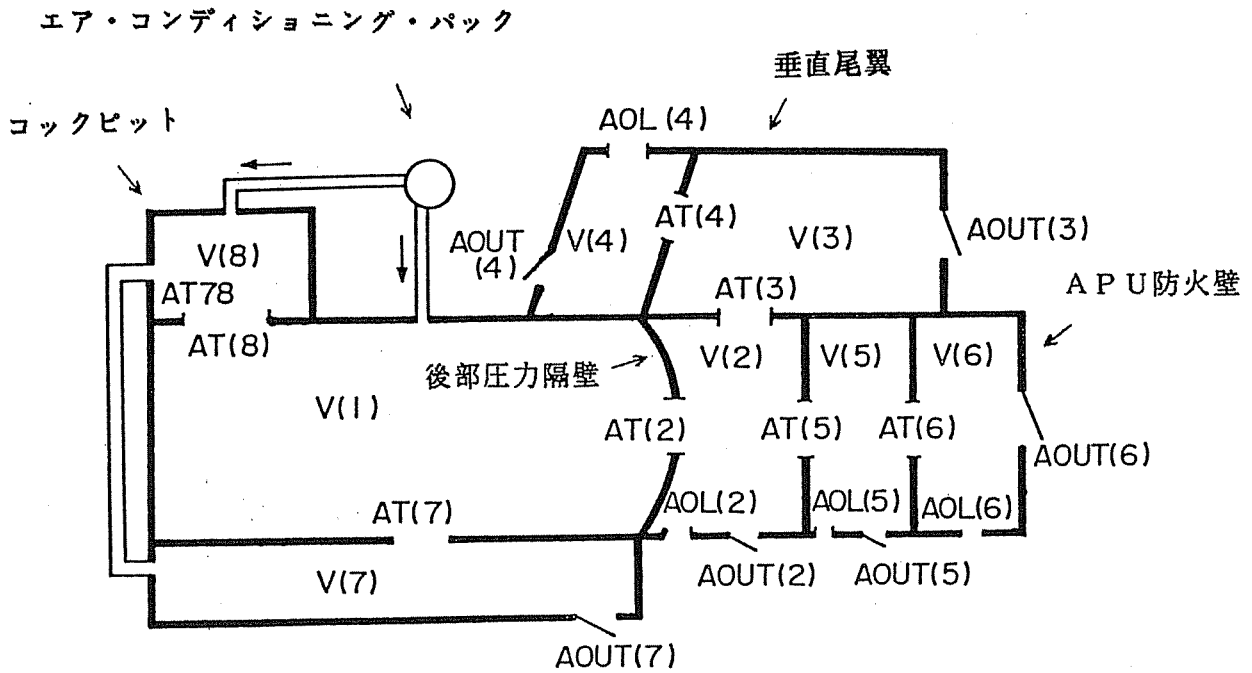 エア・コンディショニング・パック
垂直尾翼
コックピット
AOL(4)
AOUT
(4)
V(4)
AT(4)
V(3)
AOUT(3)
V(8)
AT78
AT(8)
AT(3)
APU防火壁
後部圧力隔壁
V(2)
V(5)
V(6)
V(1)
AT(2)
AT(5)
AT(6)
AOUT(6)
AT(7)
AOL(2)
AOL(5)
AOL(6)
V(7)
AOUT(2)
AOUT(5)
AOUT(7)